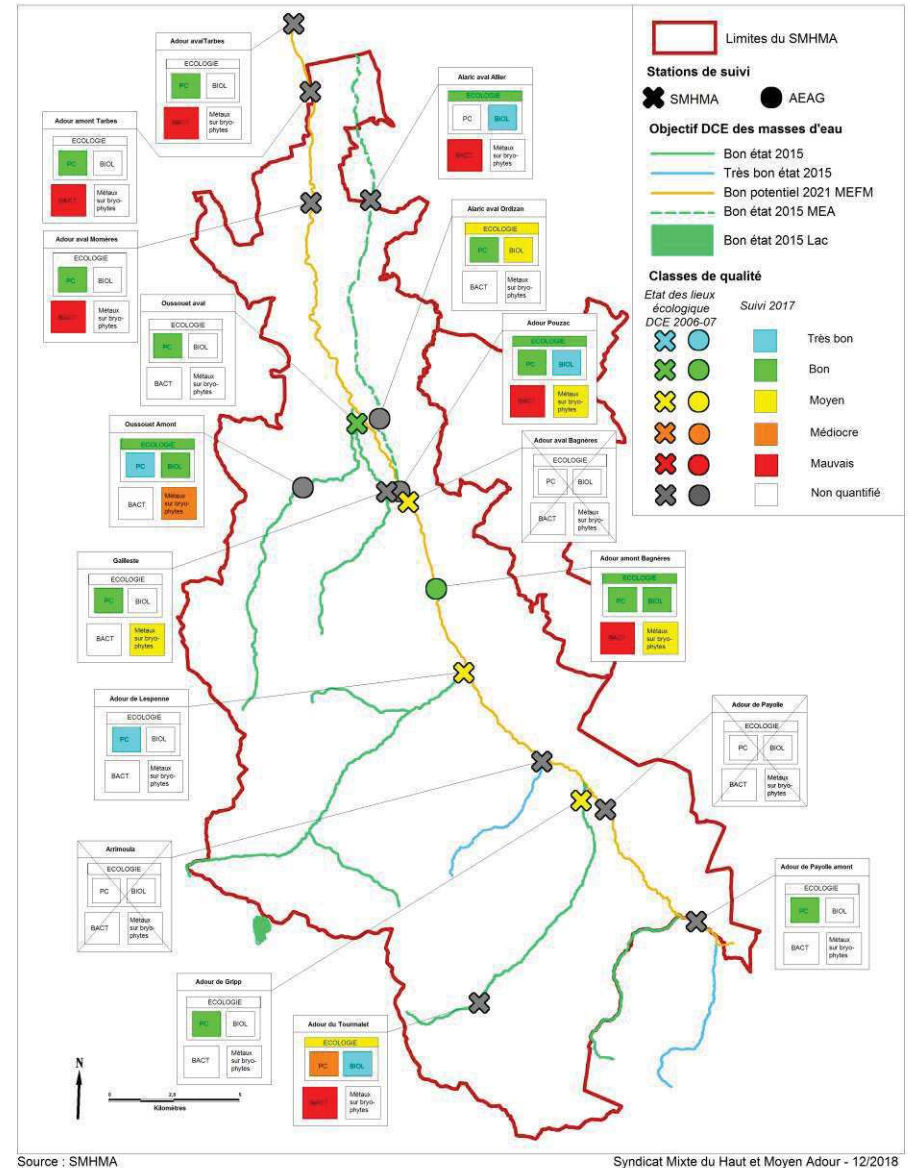 Adour avalTarbes
ECOLOGIE
PC
BIOL
BACT
Métaux
sur bryo-
phytes
Adour amont Tarbes
ECOLOGIE
PC
BIOL
BACT
Métaux
sur bryo-
phytes
Adour aval Momères
ECOLOGIE
PC
BIOL
BACT
Métaux
sur bryo-
phytes
Oussouet aval
ECOLOGIE
PC
BIOL
BACT
Métaux
sur bryo-
phytes
Oussouet Amont
ECOLOGIE
PC
BIOL
BACT
Métaux
sur bryo-
phytes
Gailleste
ECOLOGIE
PC
BIOL
BACT
Métaux
sur bryo-
phytes
Adour de Lesponne
ECOLOGIE
PC
BIOL
BACT
Métaux
sur bryo-
phytes
Arrimoula
ECOLOGIE
PC
BIOL
BACT
Métaux
sur bryo-
phytes
Adour de Gripp
ECOLOGIE
PC
BIOL
BACT
Métaux
sur bryo-
phytes
Adour du Tourmalet
ECOLOGIE
PC
BIOL
BACT
Métaux
sur bryo-
phytes
Alaric aval Allier
ECOLOGIE
PC
BIOL
BACT
Métaux
sur bryo-
phytes
Alaric aval Ordizan
ECOLOGIE
PC
BIOL
BACT
Métaux
sur bryo-
phytes
Adour Pouzac
ECOLOGIE
PC
BIOL
BACT
Métaux
sur bryo-
phytes
Adour aval Bagnères
ECOLOGIE
PC
BIOL
BACT
Métaux
sur bryo-
phytes
Adour amont Bagnères
ECOLOGIE
PC
BIOL
BACT
Métaux
sur bryo-
phytes
Adour de Payolle
ECOLOGIE
PC
BIOL
BACT
Métaux
sur bryo-
phytes
Adour de Payolle amont
ECOLOGIE
PC
BIOL
BACT
Métaux
sur bryo-
phytes
Limites du SMHMA
Stations de suivi
SMHMA
AEAG
Objectif DCE des masses d'eau
Bon état 2015
Très bon état 2015
Bon potentiel 2021 MEFM
Bon état 2015 MEA
Bon état 2015 Lac
Classes de qualité
Etat des lieux
écologique
DCE 2006-07
Suivi 2017
Très bon
Bon
Moyen
Médiocre
Mauvais
Non quantifié
N
0 2,5 5
Kilomètres
Source : SMHMA
Syndicat Mixte du Haut et Moyen Adour - 12/2018